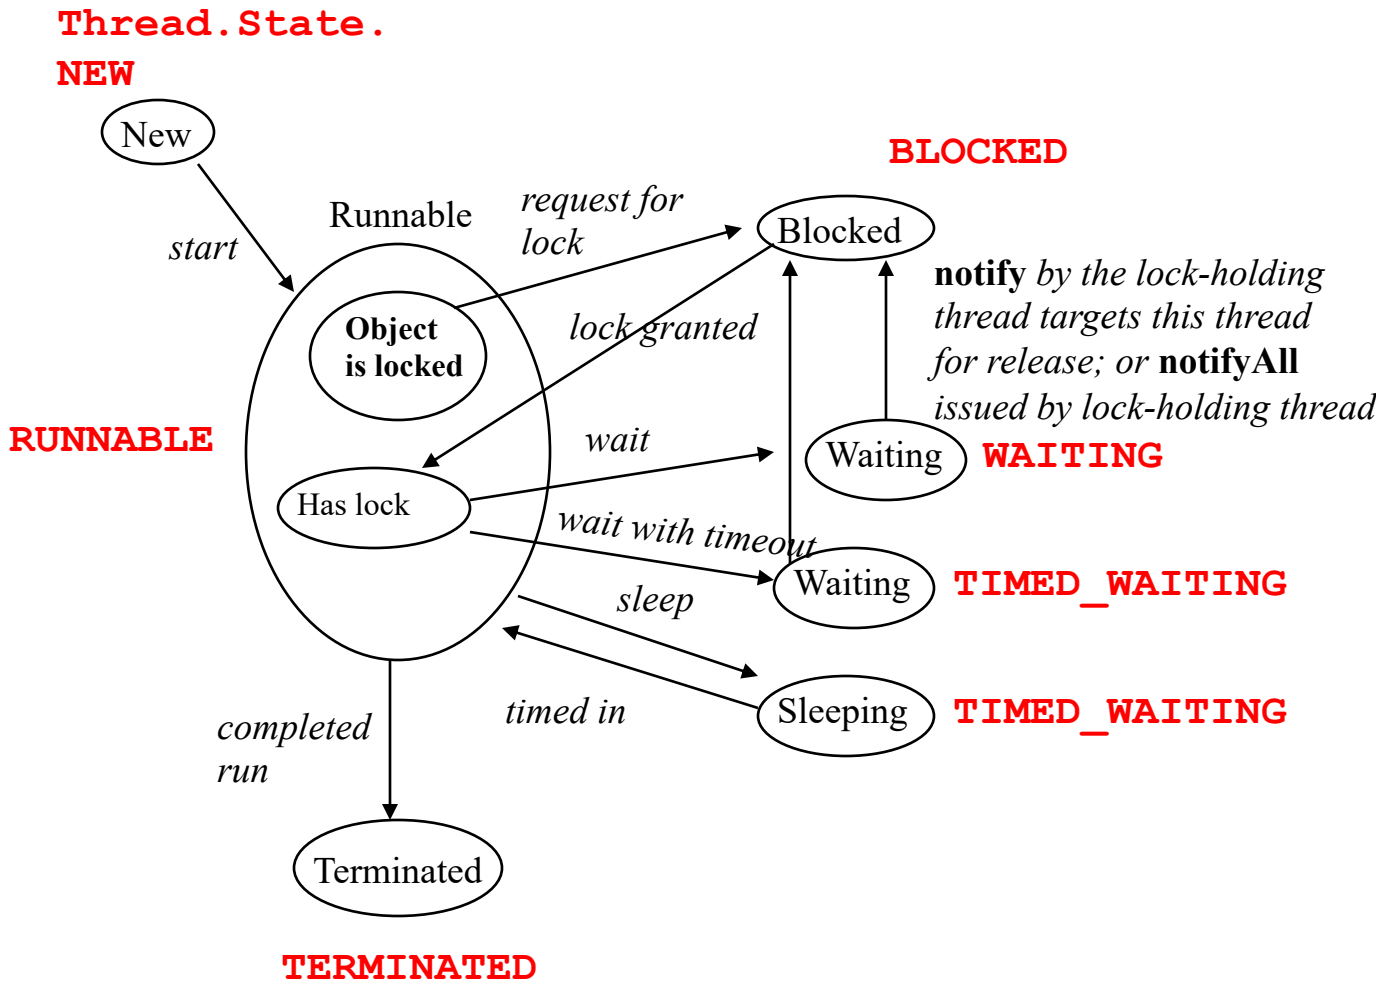 Thread.State.
NEW
New
BLOCKED
request for
lock
Runnable
Blocked
start
notify by the lock-holding
thread targets this thread
for release; or notifyAll
issued by lock-holding thread
Object
is locked
lock granted
RUNNABLE
wait
Waiting
WAITING
Has lock
wait with timeout
Waiting
TIMED_WAITING
sleep
timed in
Sleeping
TIMED_WAITING
completed
run
Terminated
TERMINATED